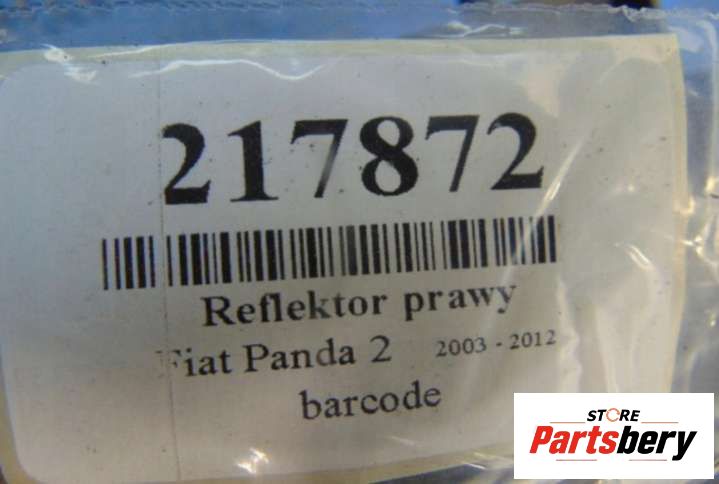 217872
Reflektor prawy
Fiat Panda 2 2003 - 2012
barcode
STORE
Partsbery